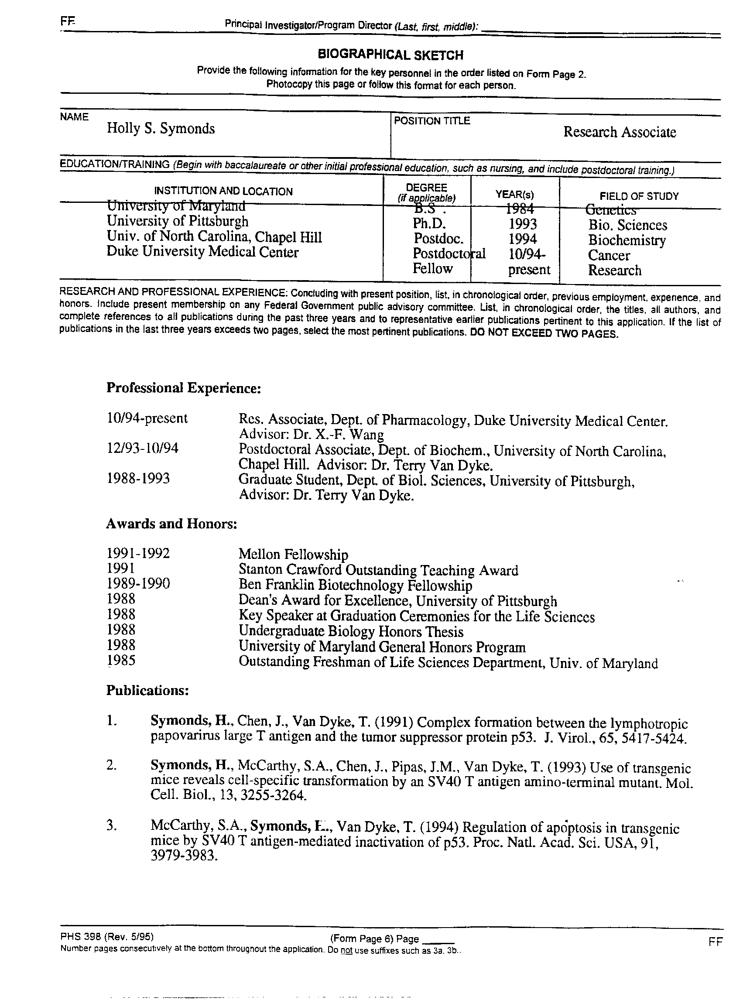 FF
Principal Investigator/Program Director (Last, first, middle):
BIOGRAPHICAL SKETCH
Provide the following information for the key personnel in the order listed on Form Page 2.
Photocopy this page or follow this format for each person.
NAME
Holly S. Symonds
POSITION TITLE
Research Associate
EDUCATION/TRAINING (Begin with baccalaureate or other initial professional education, such as nursing, and include postdoctoral training.)
INSTITUTION AND LOCATION DEGREE (if applicable) YEAR(s) FIELD OF STUDY
University of Maryland B.S. 1984 Genetics
University of Pittsburgh Ph.D. 1993 Bio. Sciences
Univ. of North Carolina, Chapel Hill Postdoc. 1994 Biochemistry
Duke University Medical Center Postdoctoral 10/94- Cancer
Fellow present Research
RESEARCH AND PROFESSIONAL EXPERIENCE: Concluding with present position, list, in chronological order, previous employment, experience, and
honors. Include present membership on any Federal Government public advisory committee. List, in chronological order, the titles, all authors, and
complete references to all publications during the past three years and to representative earlier publications pertinent to this application. If the list of
publications in the last three years exceeds two pages, select the most pertinent publications. DO NOT EXCEED TWO PAGES.
Professional Experience:
10/94-present Res. Associate, Dept. of Pharmacology, Duke University Medical Center.
Advisor: Dr. X.-F. Wang
12/93-10/94 Postdoctoral Associate, Dept. of Biochem., University of North Carolina,
Chapel Hill. Advisor: Dr. Terry Van Dyke.
1988-1993 Graduate Student, Dept. of Biol. Sciences, University of Pittsburgh,
Advisor: Dr. Terry Van Dyke.
Awards and Honors:
1991-1992 Mellon Fellowship
1991 Stanton Crawford Outstanding Teaching Award
1989-1990 Ben Franklin Biotechnology Fellowship
1988 Dean's Award for Excellence, University of Pittsburgh
1988 Key Speaker at Graduation Ceremonies for the Life Sciences
1988 Undergraduate Biology Honors Thesis
1988 University of Maryland General Honors Program
1985 Outstanding Freshman of Life Sciences Department, Univ. of Maryland
Publications:
1. Symonds, H., Chen, J., Van Dyke, T. (1991) Complex formation between the lymphotropic
papovavirus large T antigen and the tumor suppressor protein p53. J. Virol., 65, 5417-5424.
2. Symonds, H., McCarthy, S.A., Chen, J., Pipas, J.M., Van Dyke, T. (1993) Use of transgenic
mice reveals cell-specific transformation by an SV40 T antigen amino-terminal mutant. Mol.
Cell. Biol., 13, 3255-3264.
3. McCarthy, S.A., Symonds, H., Van Dyke, T. (1994) Regulation of apoptosis in transgenic
mice by SV40 T antigen-mediated inactivation of p53. Proc. Natl. Acad. Sci. USA, 91,
3979-3983.
PHS 398 (Rev. 5/95) (Form Page 6) Page FF
Number pages consecutively at the bottom throughout the application. Do not use suffixes such as 3a, 3b..